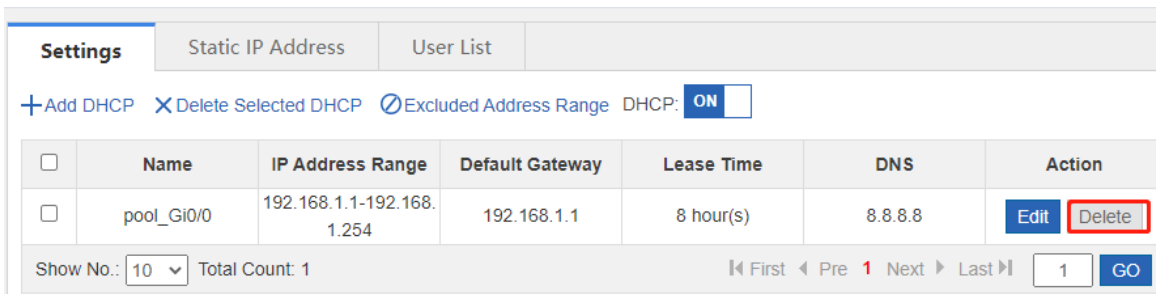 Settings Static IP Address User List
Add DHCP Delete Selected DHCP Excluded Address Range DHCP: ON
Name IP Address Range Default Gateway Lease Time DNS Action
pool_Gi0/0 192.168.1.1-192.168. 192.168.1.1 8 hour(s) 8.8.8.8 Edit Delete
1.254
Show No.: 10 Total Count: 1 First Pre 1 Next Last 1 GO